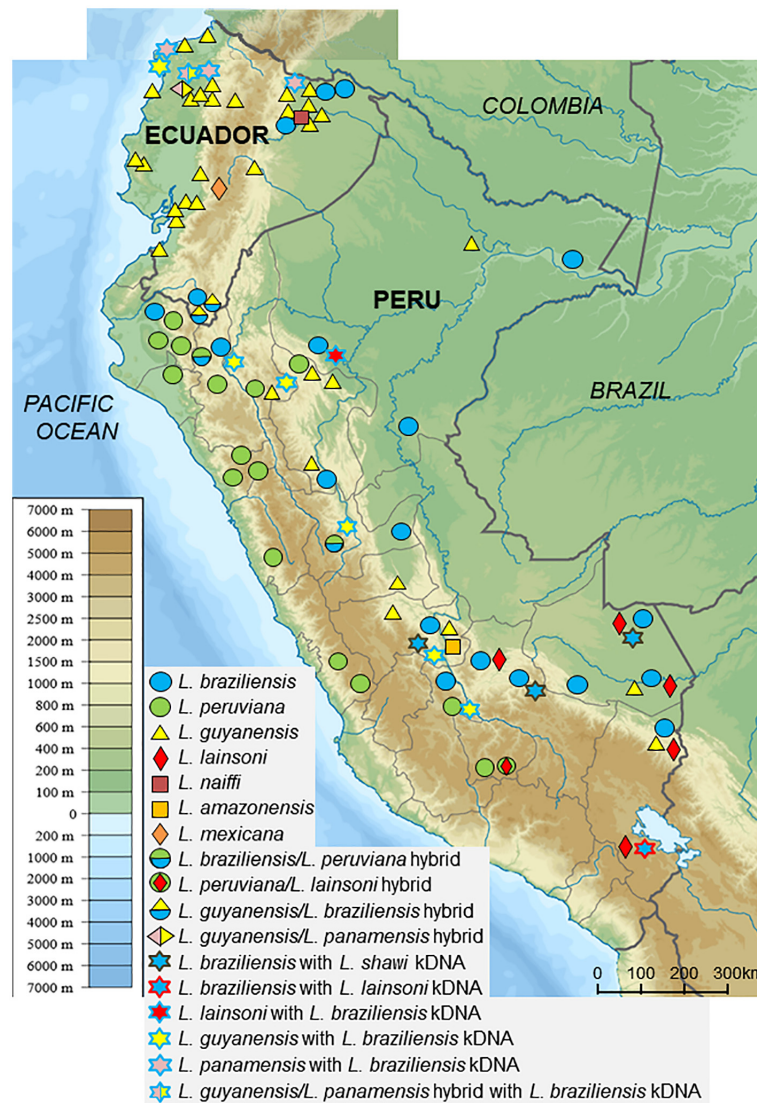 COLOMBIA
ECUADOR
PERU
BRAZIL
PACIFIC
OCEAN
7000 m
6000 m
5000 m
4000 m
3000 m
2500 m
2000 m
1500 m
1000 m
800 m
600 m
400 m
200 m
100 m
0
200 m
1000 m
2000 m
3000 m
4000 m
5000 m
6000 m
7000 m
L. braziliensis
L. peruviana
L. guyanensis
L. lainsoni
L. naiffi
L. amazonensis
L. mexicana
L. braziliensis/L. peruviana hybrid
L. peruviana/L. lainsoni hybrid
L. guyanensis/L. braziliensis hybrid
L. guyanensis/L. panamensis hybrid
L. braziliensis with L. shawi kDNA
L. braziliensis with L. lainsoni kDNA
L. lainsoni with L. braziliensis kDNA
L. guyanensis with L. braziliensis kDNA
L. panamensis with L. braziliensis kDNA
L. guyanensis/L. panamensis hybrid with L. braziliensis kDNA
0 100 200 300km